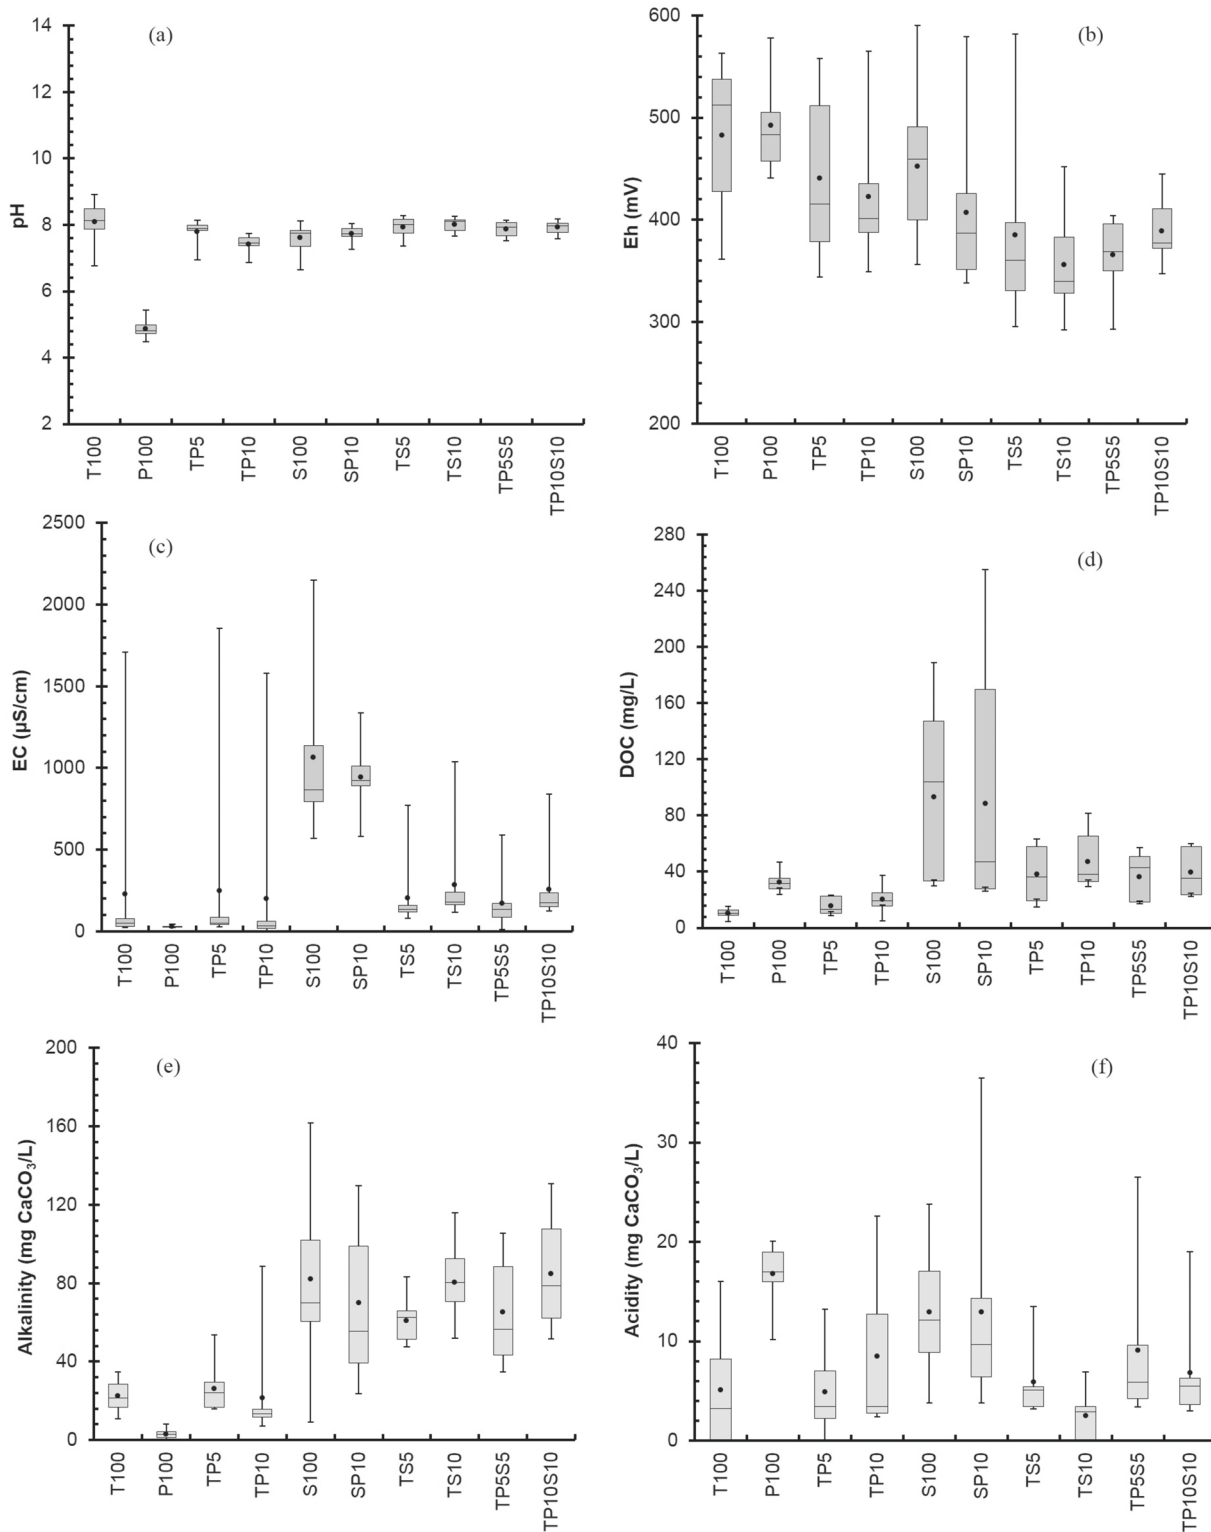 (a)
pH
14
12
10
8
6
4
2
T100
P100
TP5
TP10
S100
SP10
TS5
TS10
TP5S5
TP10S10
(b)
Eh (mV)
600
500
400
300
200
T100
P100
TP5
TP10
S100
SP10
TS5
TS10
TP5S5
TP10S10
(c)
EC (µS/cm)
2500
2000
1500
1000
500
0
T100
P100
TP5
TP10
S100
SP10
TS5
TS10
TP5S5
TP10S10
(d)
DOC (mg/L)
280
260
200
160
120
80
40
0
T100
P100
TP5
TP10
S100
SP10
TP5
TP10
TP5S5
TP10S10
(e)
Alkalinity (mg CaCO₃/L)
200
160
120
80
40
0
T100
P100
TP5
TP10
S100
SP10
TS5
TS10
TP5S5
TP10S10
(f)
Acidity (mg CaCO₃/L)
40
30
20
10
0
T100
P100
TP5
TP10
S100
SP10
TS5
TS10
TP5S5
TP10S10